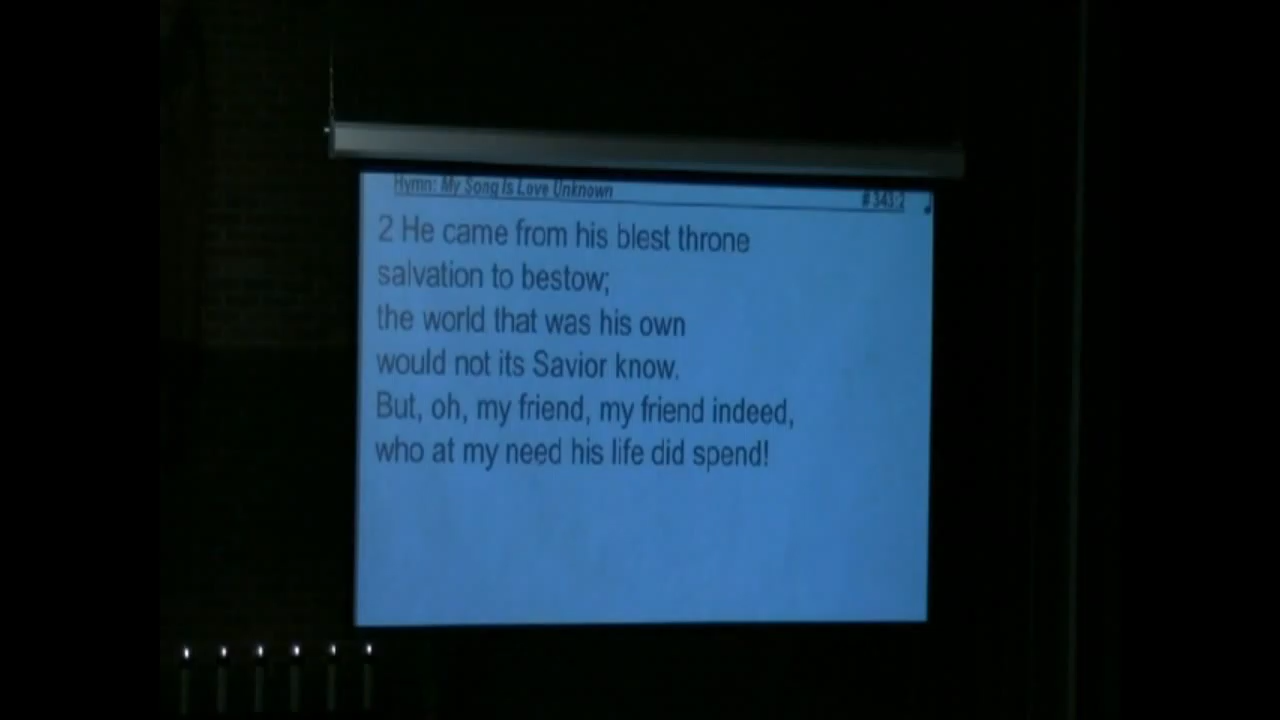 Hymn: My Song Is Love Unknown # 343:2
2 He came from his blest throne
salvation to bestow;
the world that was his own
would not its Savior know.
But, oh, my friend, my friend indeed,
who at my need his life did spend!